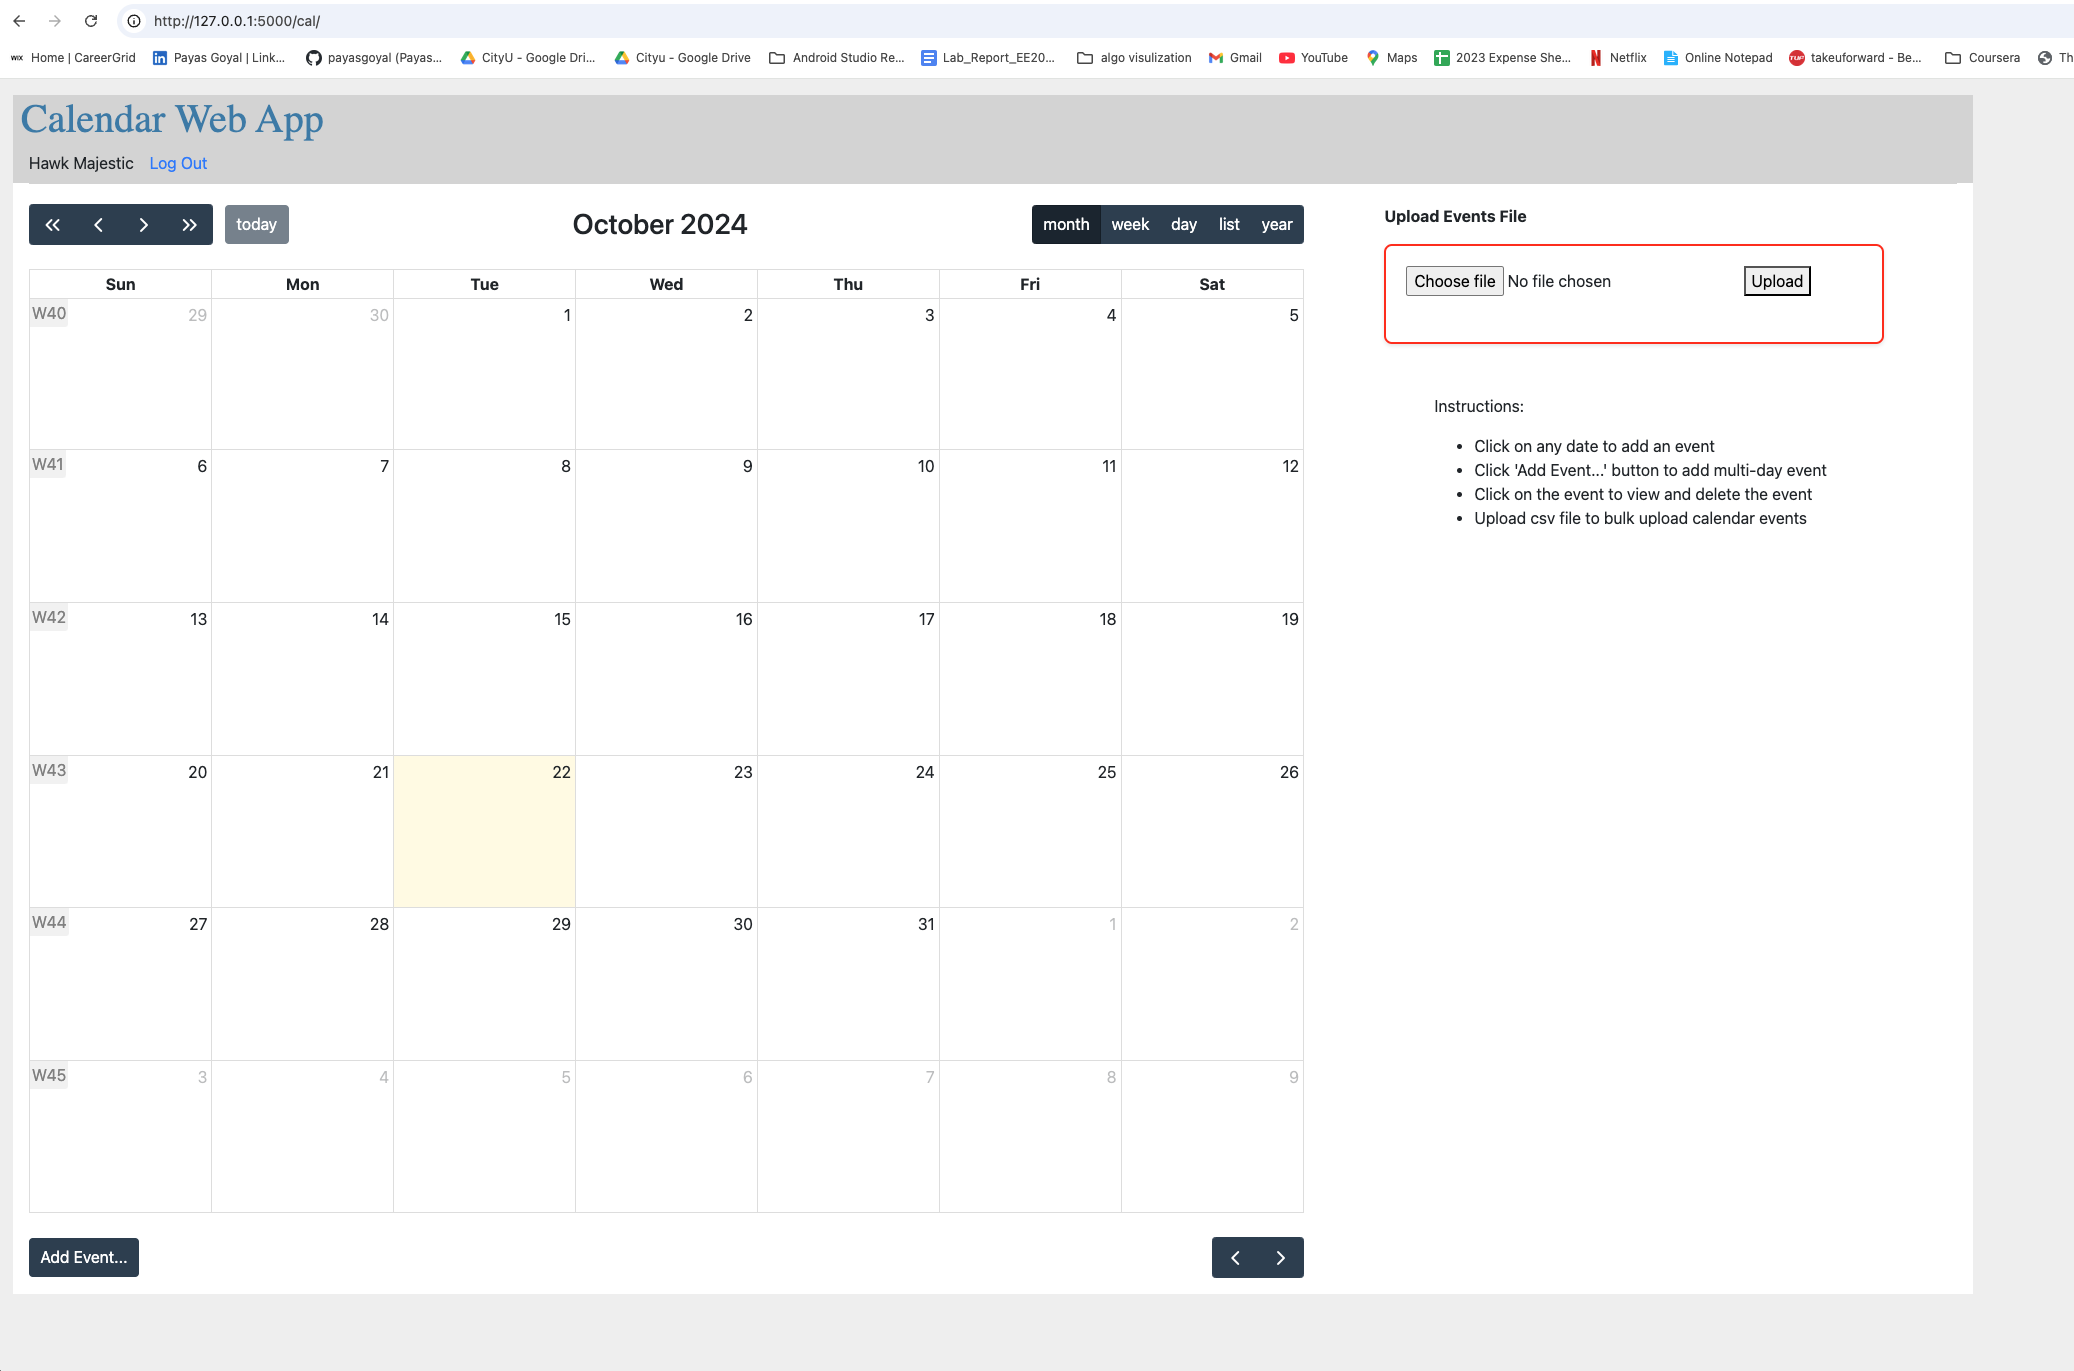 http://127.0.0.1:5000/cal/
WIX Home | CareerGrid in Payas Goyal | Link... payasgoyal (Payas... CityU - Google Dri... Cityu - Google Drive Android Studio Re... Lab_Report_EE20... algo visulization Gmail YouTube Maps 2023 Expense She... Netflix Online Notepad TUF takeuforward - Be... Coursera Th
Calendar Web App
Hawk Majestic Log Out
today October 2024 month week day list year
Sun Mon Tue Wed Thu Fri Sat
W40 29 30 1 2 3 4 5
W41 6 7 8 9 10 11 12
W42 13 14 15 16 17 18 19
W43 20 21 22 23 24 25 26
W44 27 28 29 30 31 1 2
W45 3 4 5 6 7 8 9
Add Event...
Upload Events File
Choose file No file chosen Upload
Instructions:
• Click on any date to add an event
• Click 'Add Event...' button to add multi-day event
• Click on the event to view and delete the event
• Upload csv file to bulk upload calendar events